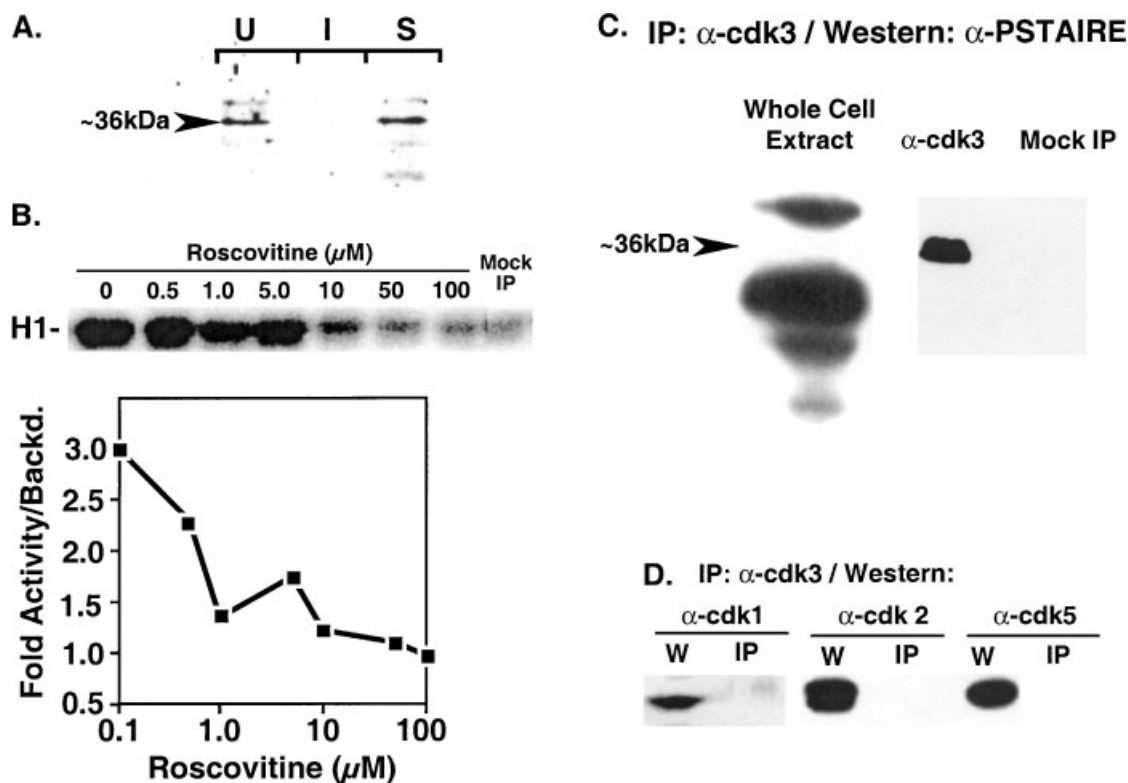 A.
U I S
~36kDa
B.
Roscovitine (µM)
0 0.5 1.0 5.0 10 50 100 Mock IP
H1-
Fold Activity/Backd.
3.0
2.5
2.0
1.5
1.0
0.5
0.1 1.0 10 100
Roscovitine (µM)
C. IP: α-cdk3 / Western: α-PSTAIRE
Whole Cell
Extract α-cdk3 Mock IP
~36kDa
D. IP: α-cdk3 / Western:
α-cdk1 α-cdk 2 α-cdk5
W IP W IP W IP